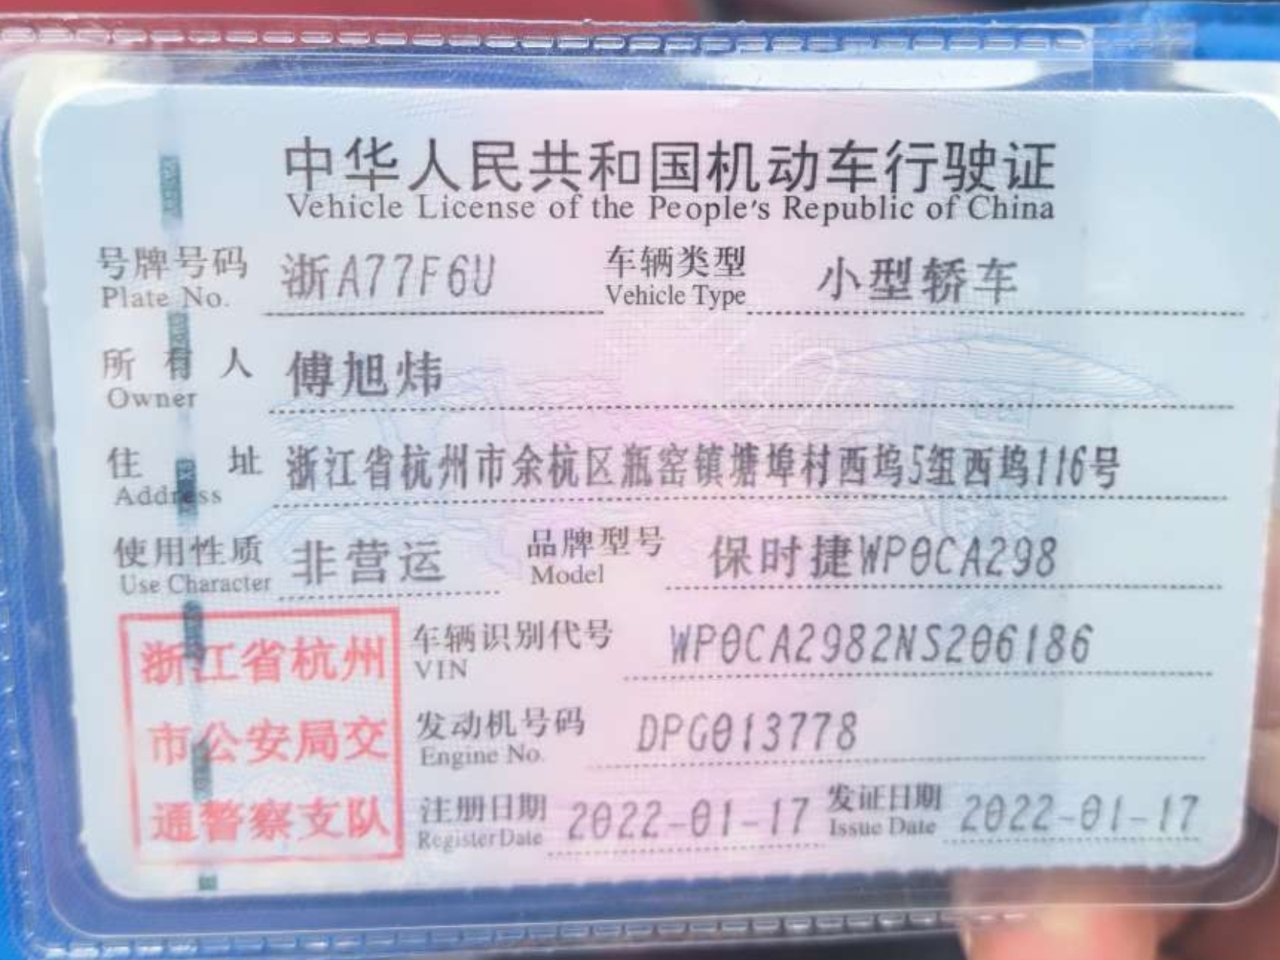 中华人民共和国机动车行驶证
Vehicle License of the People's Republic of China
号牌号码 浙A77F6U 车辆类型 小型轿车
Plate No. Vehicle Type
所有人 傅旭炜
Owner
住址 浙江省杭州市余杭区瓶窑镇塘埠村西坞5组西坞116号
Address
使用性质 非营运 品牌型号 保时捷WP0CA298
Use Character Model
浙江省杭州 车辆识别代号 WP0CA2982NS206186
VIN
市公安局交 发动机号码 DPG013778
Engine No.
通警察支队 注册日期 2022-01-17 发证日期 2022-01-17
Register Date Issue Date